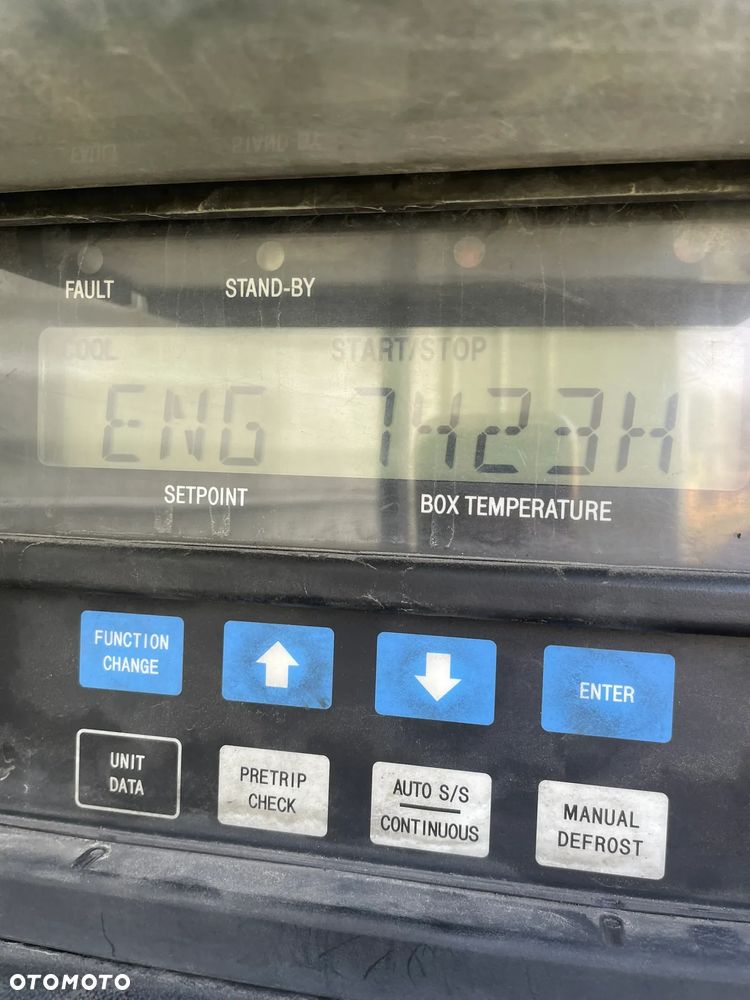 FAULT STAND-BY
COOL START/STOP
ENG 7423H
SETPOINT BOX TEMPERATURE
FUNCTION
CHANGE
ENTER
UNIT
DATA
PRETRIP
CHECK
AUTO S/S
CONTINUOUS
MANUAL
DEFROST
OTOMOTO